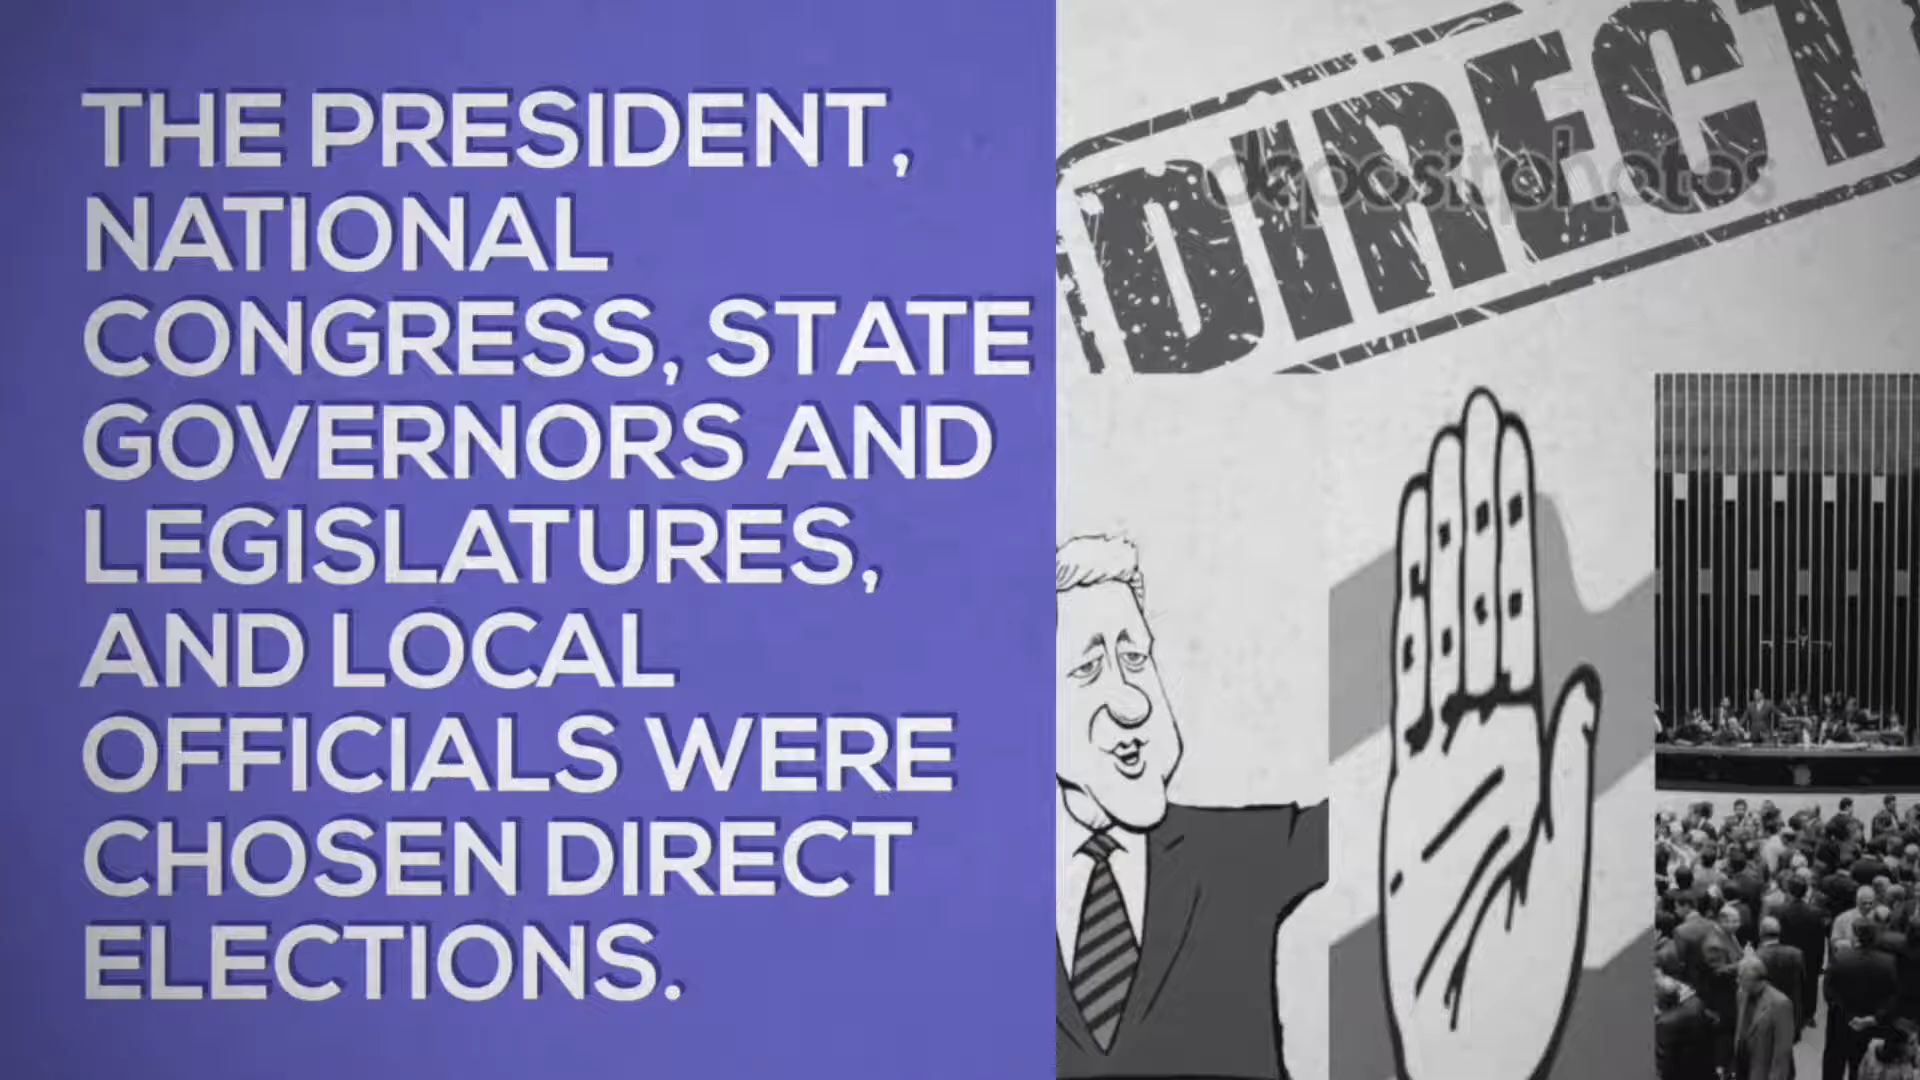 THE PRESIDENT,
NATIONAL
CONGRESS, STATE
GOVERNORS AND
LEGISLATURES,
AND LOCAL
OFFICIALS WERE
CHOSEN DIRECT
ELECTIONS.
DIRECT
depositphotos